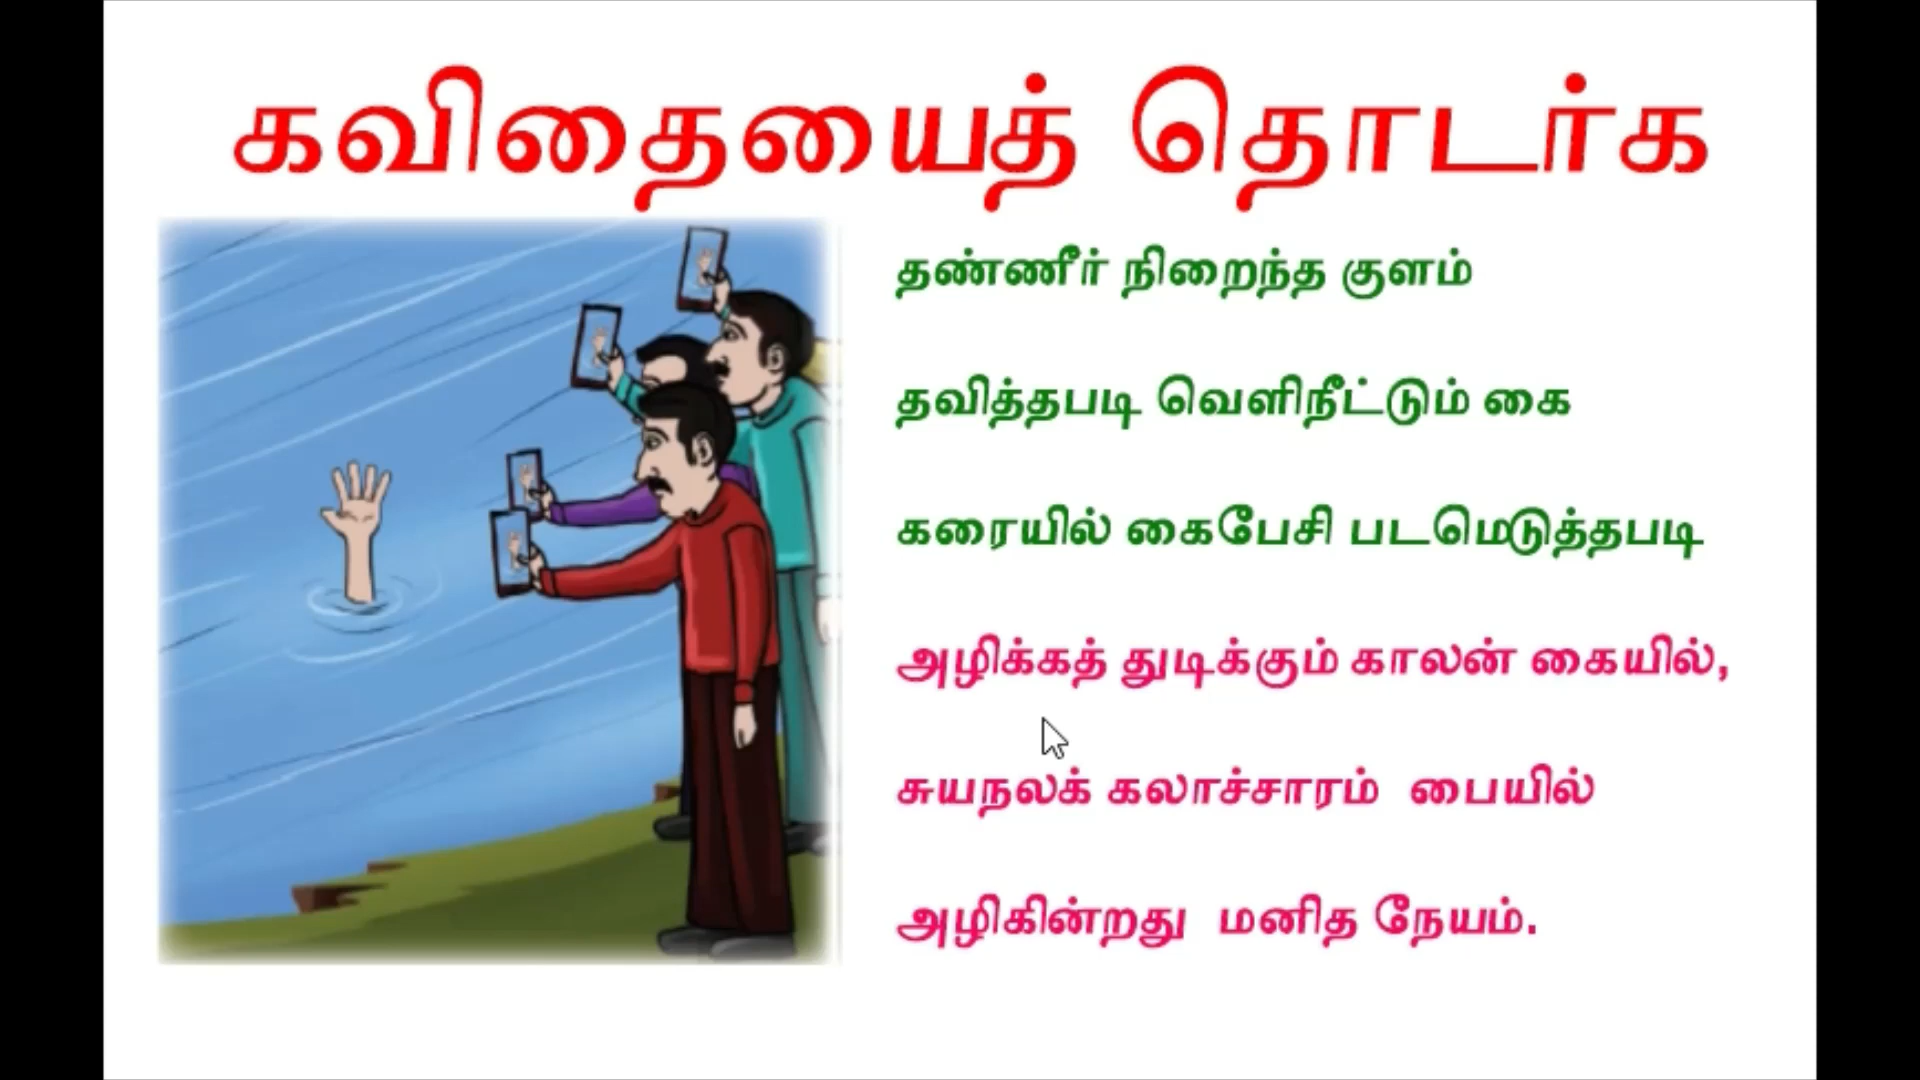 கவிதையைத் தொடர்க
தண்ணீர் நிறைந்த குளம்
தவித்தபடி வெளிநீட்டும் கை
கரையில் கைபேசி படமெடுத்தபடி
அழிக்கத் துடிக்கும் காலன் கையில்,
சுயநலக் கலாச்சாரம் பையில்
அழிகின்றது மனித நேயம்.